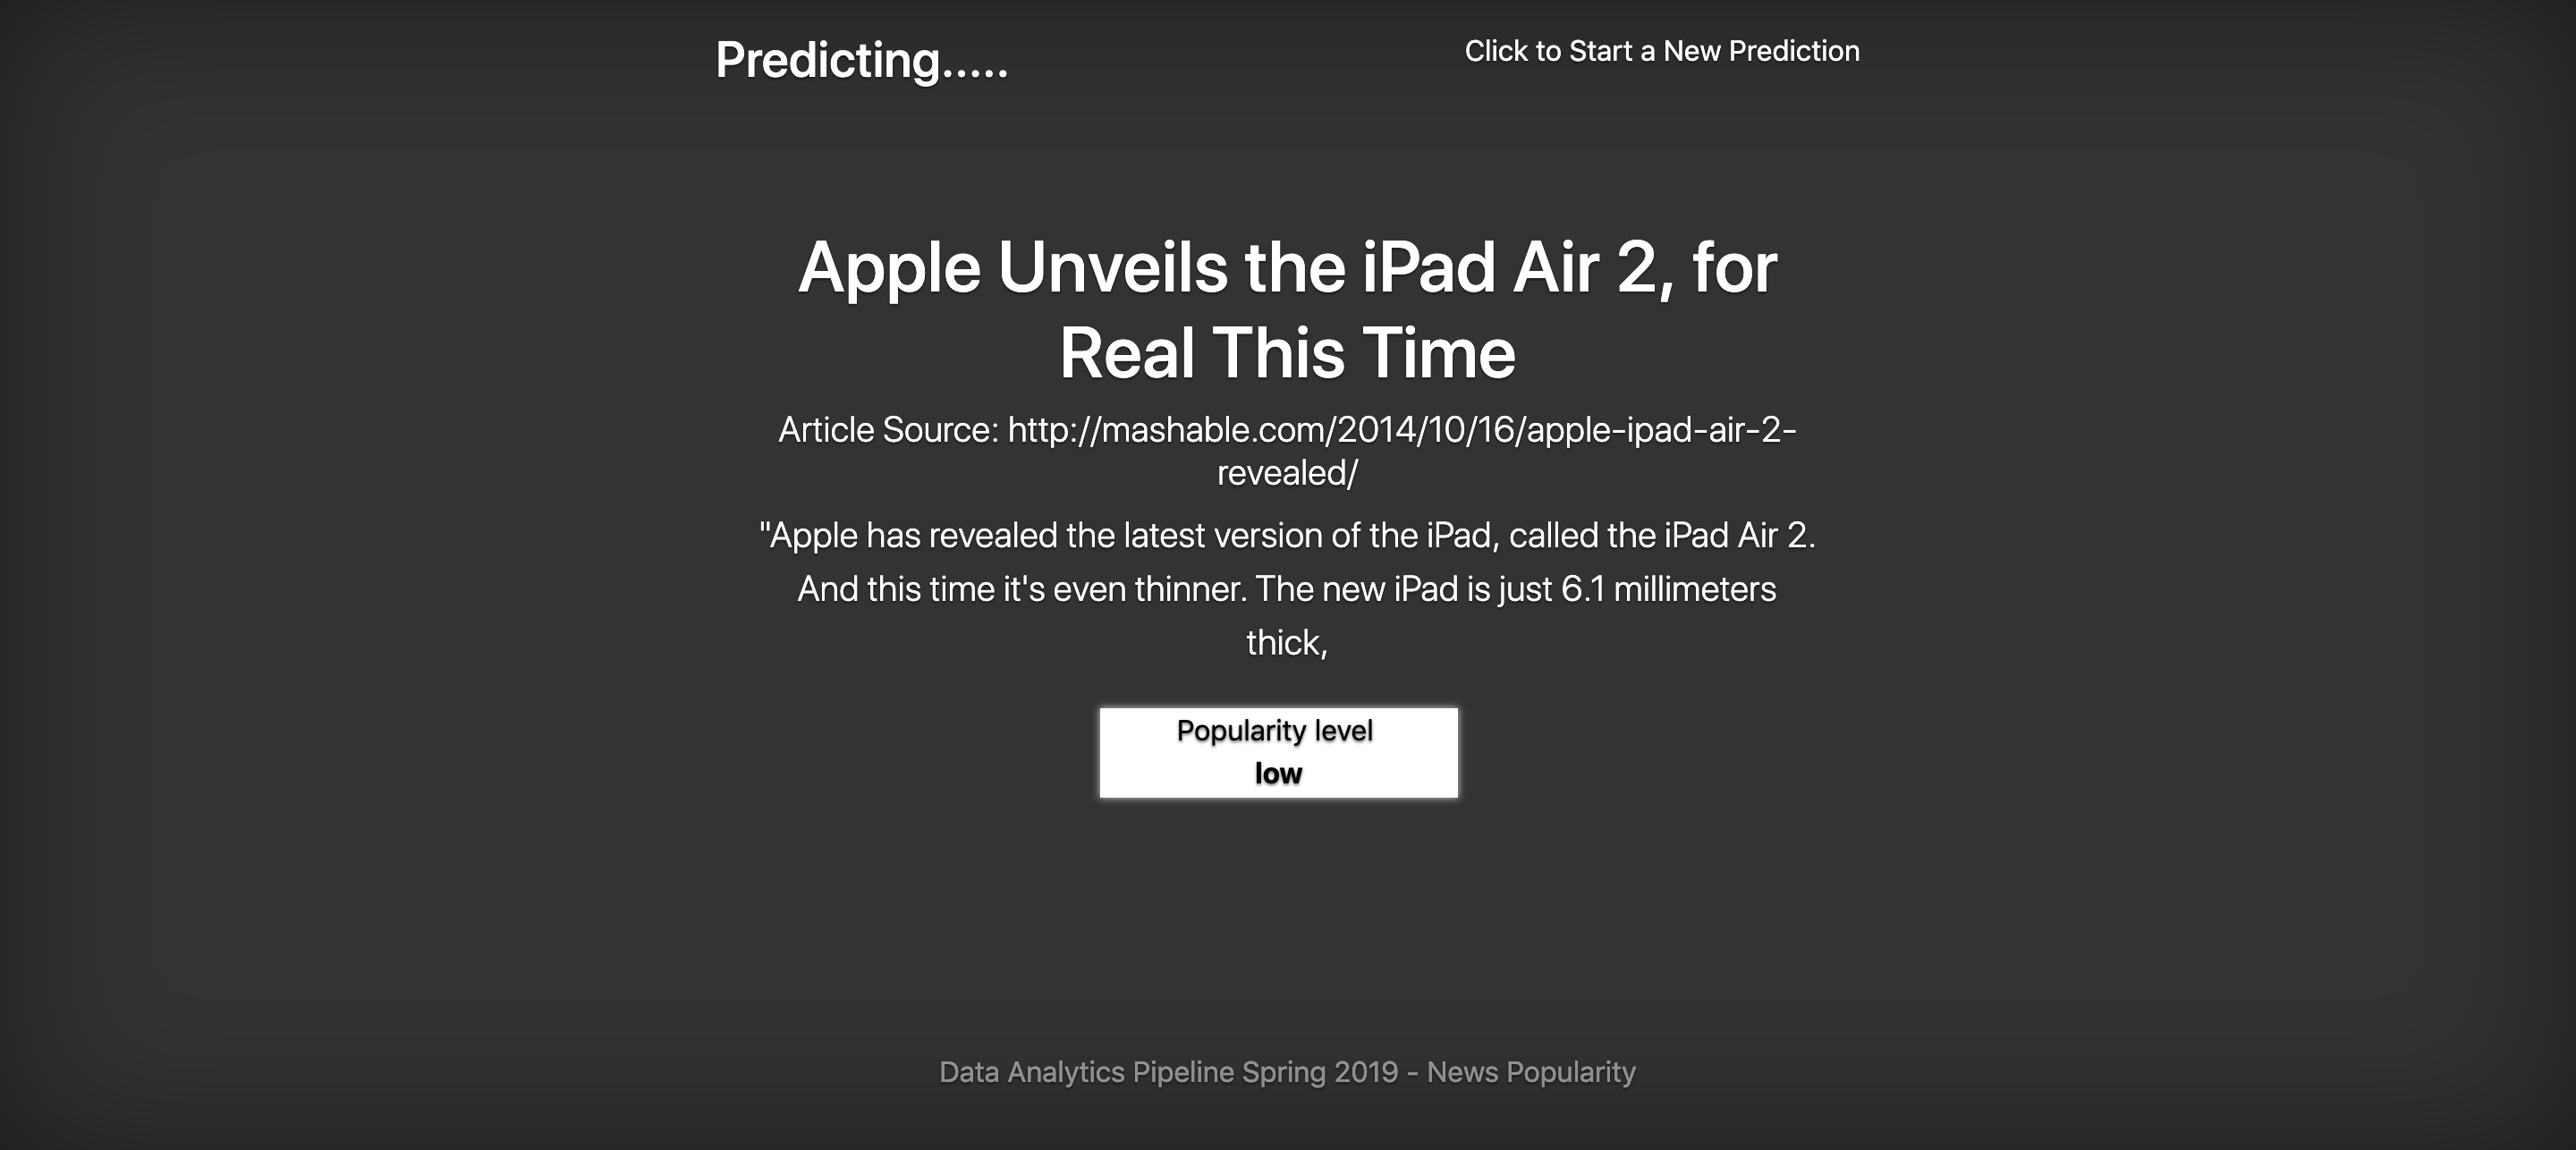 Predicting.....
Click to Start a New Prediction
Apple Unveils the iPad Air 2, for
Real This Time
Article Source: http://mashable.com/2014/10/16/apple-ipad-air-2-
revealed/
"Apple has revealed the latest version of the iPad, called the iPad Air 2.
And this time it's even thinner. The new iPad is just 6.1 millimeters
thick,
Popularity level
low
Data Analytics Pipeline Spring 2019 - News Popularity